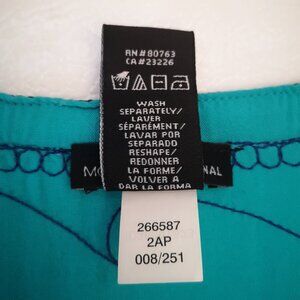 RN#80763
CA#23226
WASH
SEPARATELY/
LAVER
SÉPARÉMENT/
LAVAR POR
SEPARADO
RESHAPE/
REDONNER
LA FORME/
VOLVER A
DAR LA FORMA
266587
2AP
008/251